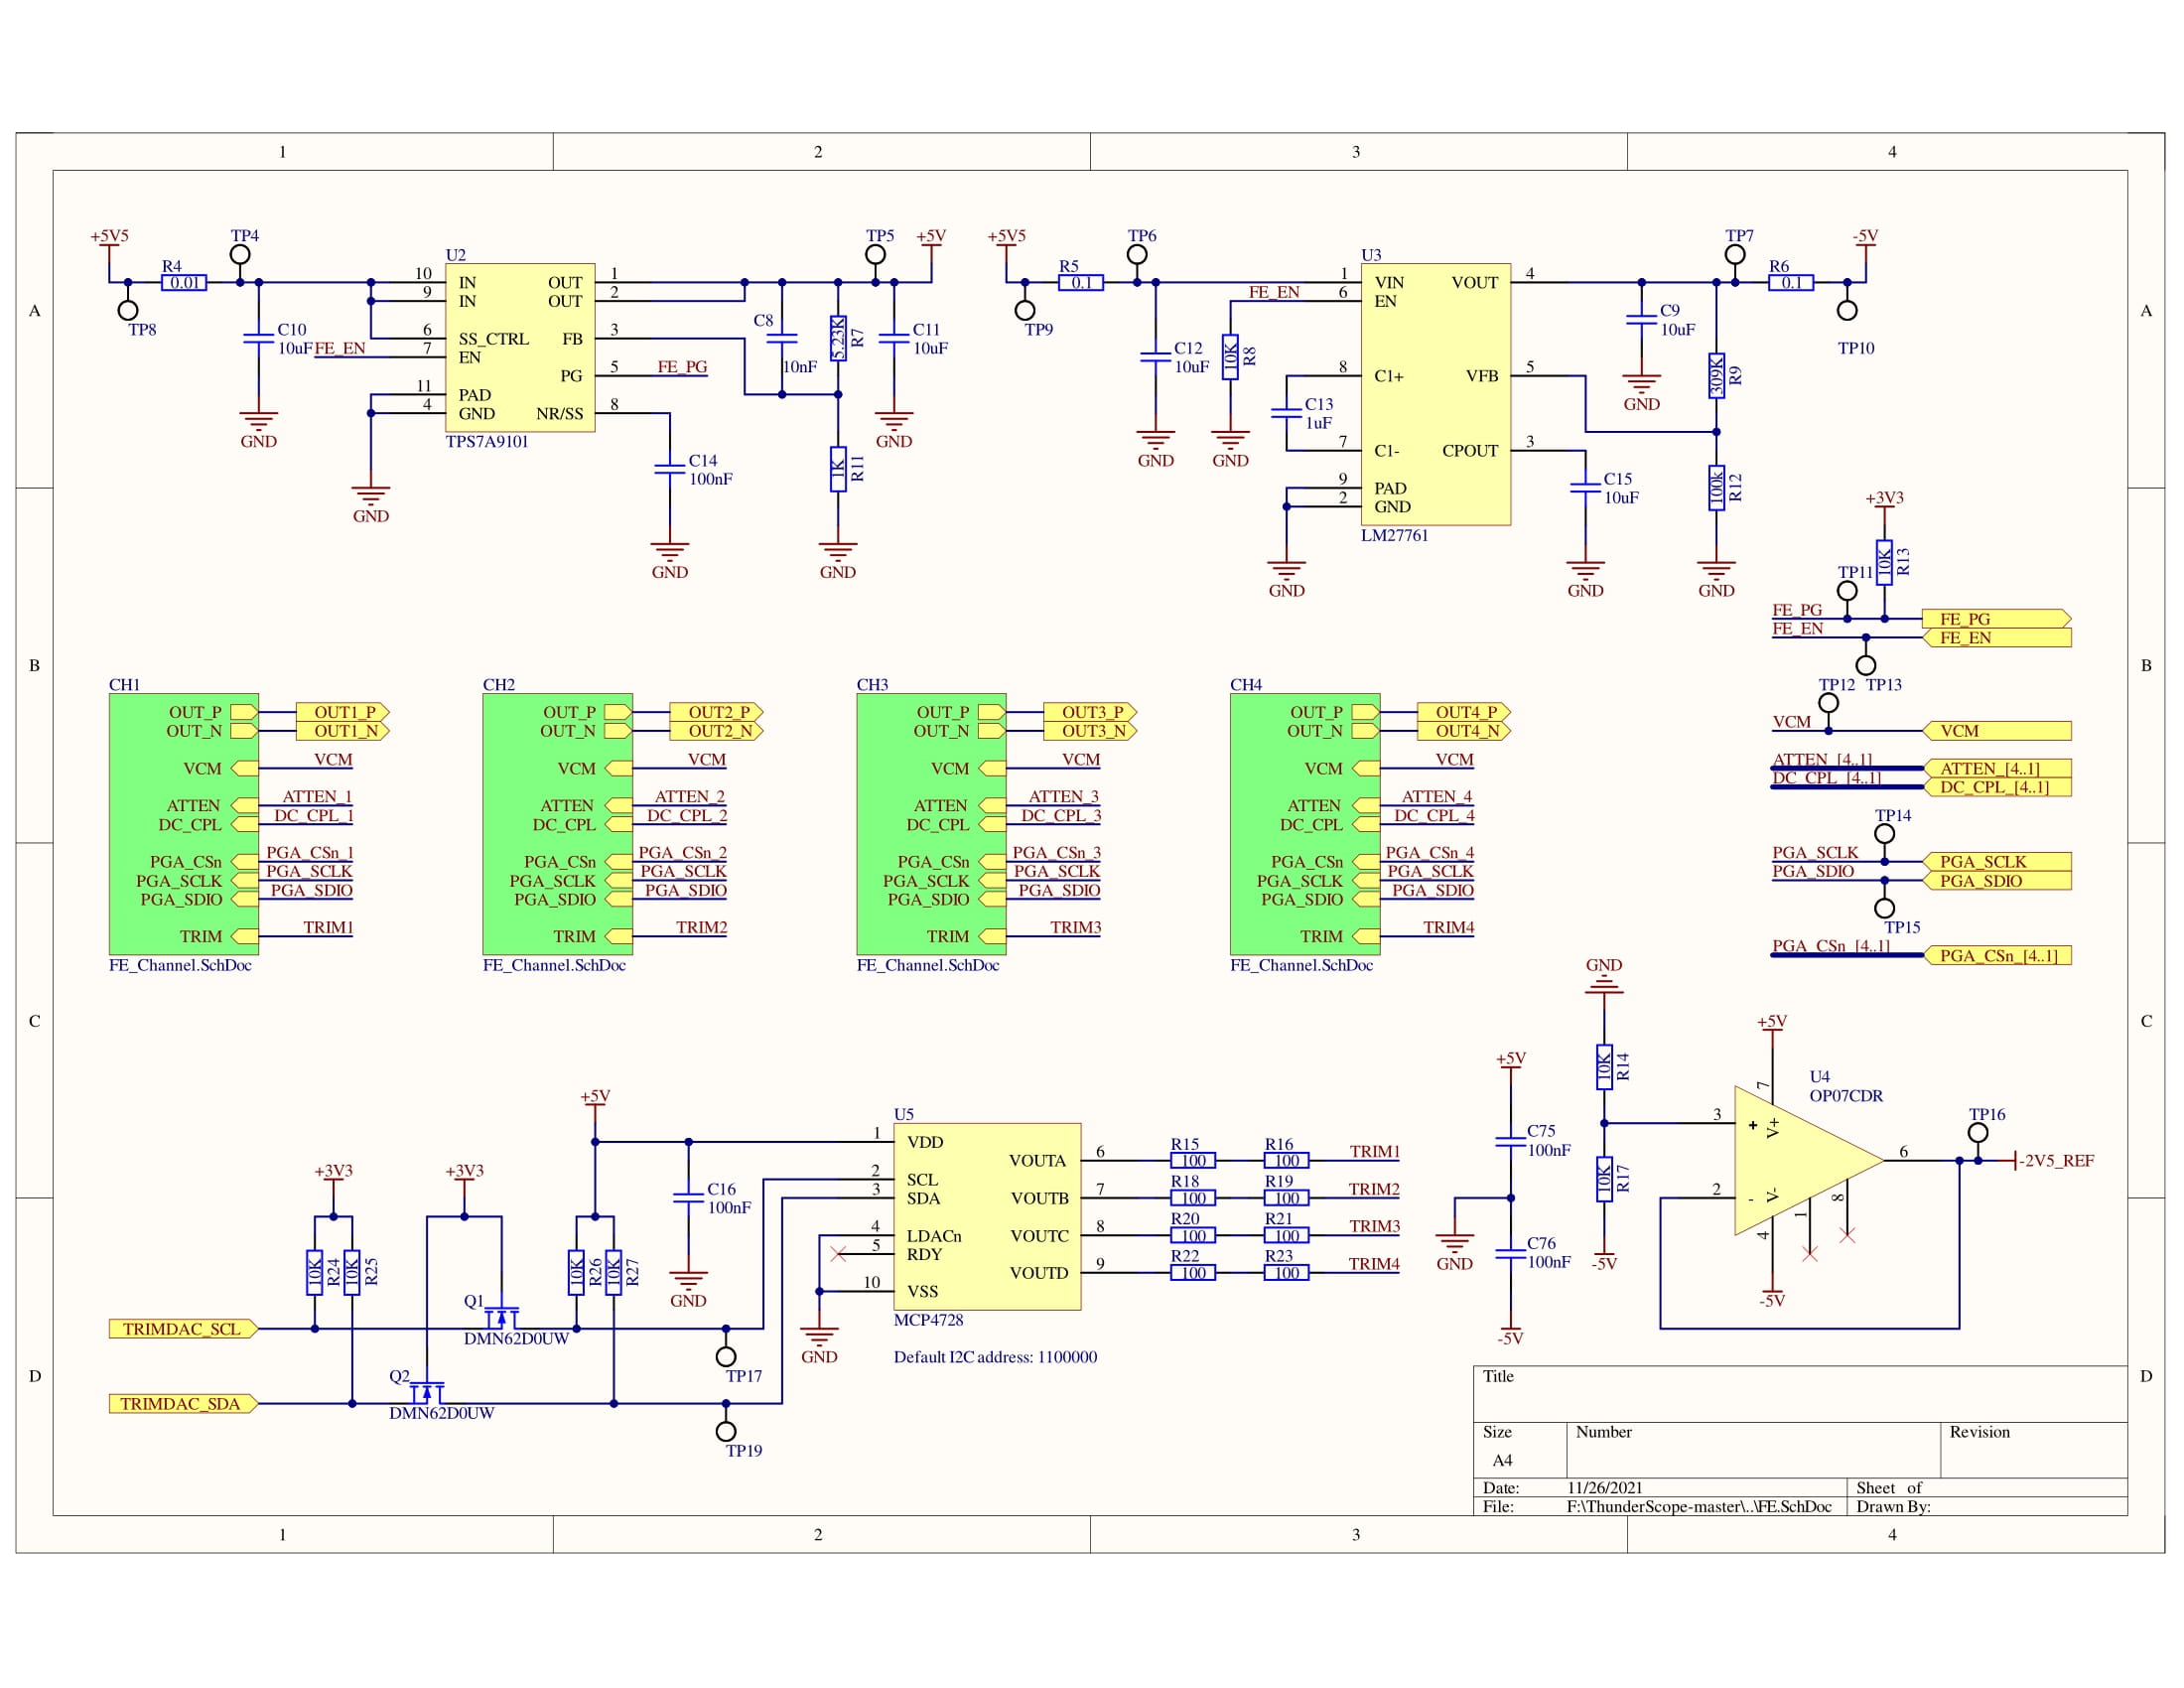 1 2 3 4
A A
B B
C C
D D
+5V5
TP4
R4
0.01
TP8
C10
10uF
GND
FE_EN
U2
10 IN OUT 1
9 IN OUT 2
6 SS_CTRL FB 3
7 EN
PG 5 FE_PG
11 PAD
4 GND NR/SS 8
TPS7A9101
GND
C14
100nF
GND
C8
10nF
5.23K
R7
1K
R11
GND
TP5
+5V
C11
10uF
GND
+5V5
TP6
R5
0.1
TP9
C12
10uF
GND
FE_EN
10K
R8
GND
C13
1uF
U3
1 VIN VOUT 4
6 EN
8 C1+ VFB 5
7 C1- CPOUT 3
9 PAD
2 GND
LM27761
GND
C15
10uF
GND
C9
10uF
GND
309K
R9
100k
R12
GND
TP7
R6
0.1
-5V
TP10
+3V3
10K
R13
TP11
FE_PG FE_PG
FE_EN FE_EN
TP12 TP13
VCM VCM
ATTEN_[4..1] ATTEN_[4..1]
DC_CPL_[4..1] DC_CPL_[4..1]
TP14
PGA_SCLK PGA_SCLK
PGA_SDIO PGA_SDIO
TP15
PGA_CSn_[4..1] PGA_CSn_[4..1]
CH1
OUT_P OUT1_P
OUT_N OUT1_N
VCM VCM
ATTEN ATTEN_1
DC_CPL DC_CPL_1
PGA_CSn PGA_CSn_1
PGA_SCLK PGA_SCLK
PGA_SDIO PGA_SDIO
TRIM TRIM1
FE_Channel.SchDoc
CH2
OUT_P OUT2_P
OUT_N OUT2_N
VCM VCM
ATTEN ATTEN_2
DC_CPL DC_CPL_2
PGA_CSn PGA_CSn_2
PGA_SCLK PGA_SCLK
PGA_SDIO PGA_SDIO
TRIM TRIM2
FE_Channel.SchDoc
CH3
OUT_P OUT3_P
OUT_N OUT3_N
VCM VCM
ATTEN ATTEN_3
DC_CPL DC_CPL_3
PGA_CSn PGA_CSn_3
PGA_SCLK PGA_SCLK
PGA_SDIO PGA_SDIO
TRIM TRIM3
FE_Channel.SchDoc
CH4
OUT_P OUT4_P
OUT_N OUT4_N
VCM VCM
ATTEN ATTEN_4
DC_CPL DC_CPL_4
PGA_CSn PGA_CSn_4
PGA_SCLK PGA_SCLK
PGA_SDIO PGA_SDIO
TRIM TRIM4
FE_Channel.SchDoc
+3V3
+3V3
10K
R24
10K
R25
Q1
DMN62D0UW
Q2
DMN62D0UW
TRIMDAC_SCL
TRIMDAC_SDA
+5V
10K
R26
10K
R27
C16
100nF
GND
TP17
TP19
U5
1 VDD
2 SCL
3 SDA
4 LDACn
5 RDY
10 VSS
VOUTA 6
VOUTB 7
VOUTC 8
VOUTD 9
MCP4728
GND
Default I2C address: 1100000
R15 R16 TRIM1
100 100
R18 R19 TRIM2
100 100
R20 R21 TRIM3
100 100
R22 R23 TRIM4
100 100
+5V
C75
100nF
GND
C76
100nF
-5V
GND
10K
R14
10K
R17
-5V
+5V
U4
OP07CDR
7
3 + V+
2 - V-
4
1
8
6
-5V
TP16
-2V5_REF
Title
Size Number Revision
A4
Date: 11/26/2021 Sheet of
File: F:\ThunderScope-master\..\FE.SchDoc Drawn By:
1 2 3 4